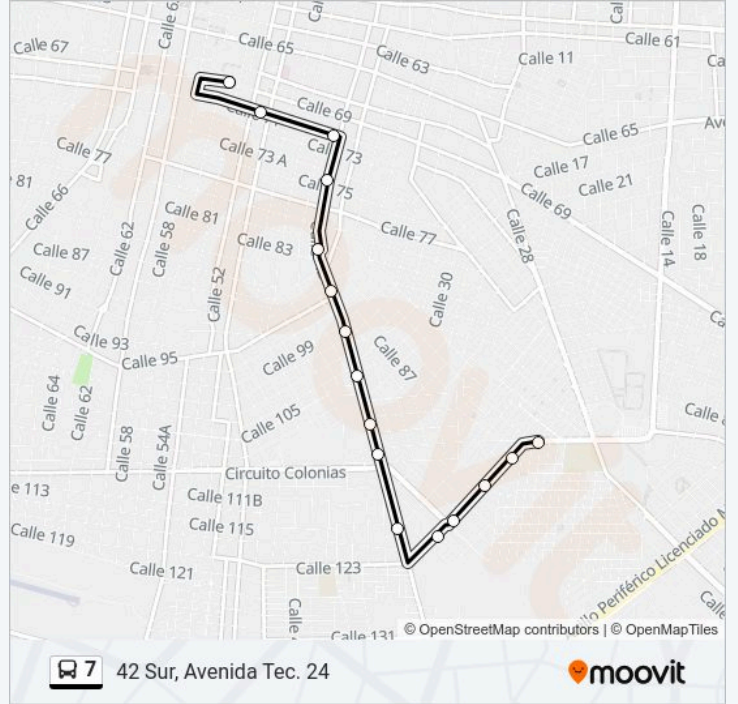 Calle 67
Calle 65
Calle 63
Calle 11
Calle 61
Calle 69
Calle 65
Calle 77
Calle 73 A
73
Calle 17
Calle 21
81
Calle 66
Calle 81
75
Calle 77
Calle 69
Calle 62
Calle 58
Calle 83
Calle 28
Calle 14
Calle 18
Calle 87
Calle 91
Calle 52
Calle 30
Calle 93
Calle 95
Calle 99
Calle 87
Calle 64
Calle 62
Calle 105
Calle 58
Calle 54A
Circuito Colonias
e 113
Calle 111B
Calle 119
Calle 115
Calle 121
Calle 123
Periférico Licenciado
Calle 131
moovit
© OpenStreetMap contributors | © OpenMapTiles
7 42 Sur, Avenida Tec. 24
moovit